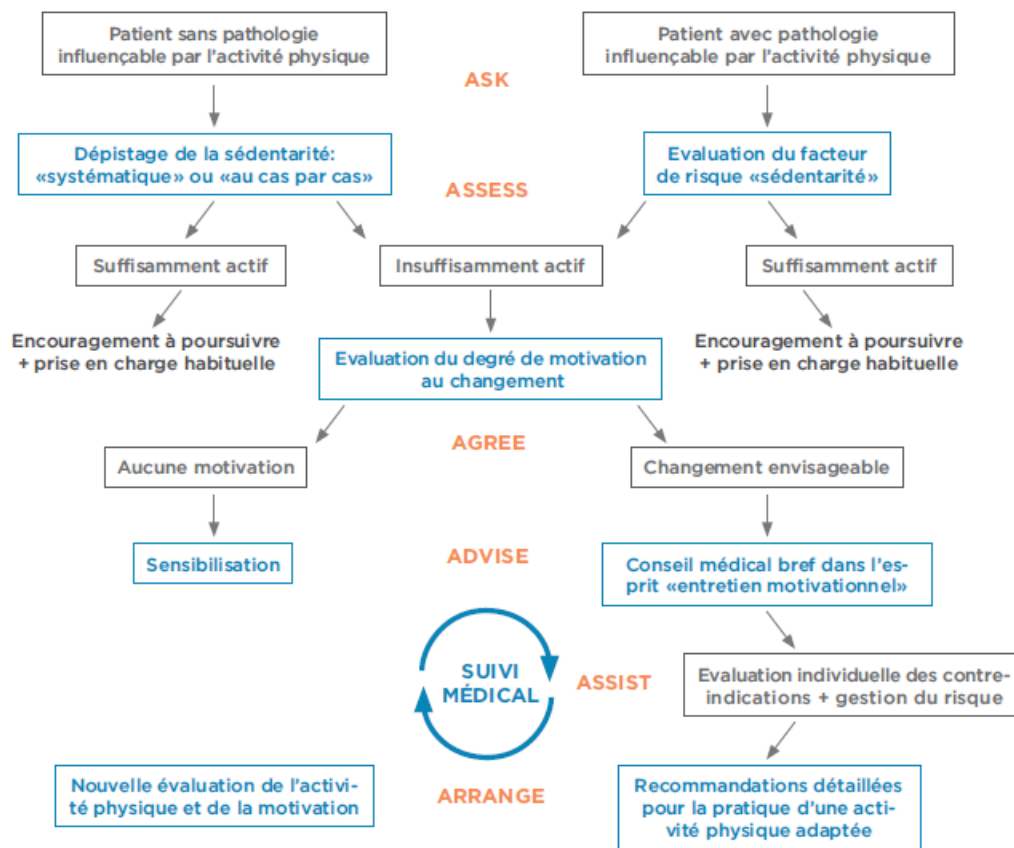 Patient sans pathologie
influençable par l'activité physique
Patient avec pathologie
influençable par l'activité physique
ASK
Dépistage de la sédentarité:
«systématique» ou «au cas par cas»
Evaluation du facteur
de risque «sédentarité»
ASSESS
Suffisamment actif
Insuffisamment actif
Suffisamment actif
Encouragement à poursuivre
+ prise en charge habituelle
Evaluation du degré de motivation
au changement
Encouragement à poursuivre
+ prise en charge habituelle
AGREE
Aucune motivation
Changement envisageable
Sensibilisation
ADVISE
Conseil médical bref dans l'es-
prit «entretien motivationnel»
SUIVI
MÉDICAL
ASSIST
Evaluation individuelle des contre-
indications + gestion du risque
Nouvelle évaluation de l'activi-
té physique et de la motivation
ARRANGE
Recommandations détaillées
pour la pratique d'une acti-
vité physique adaptée